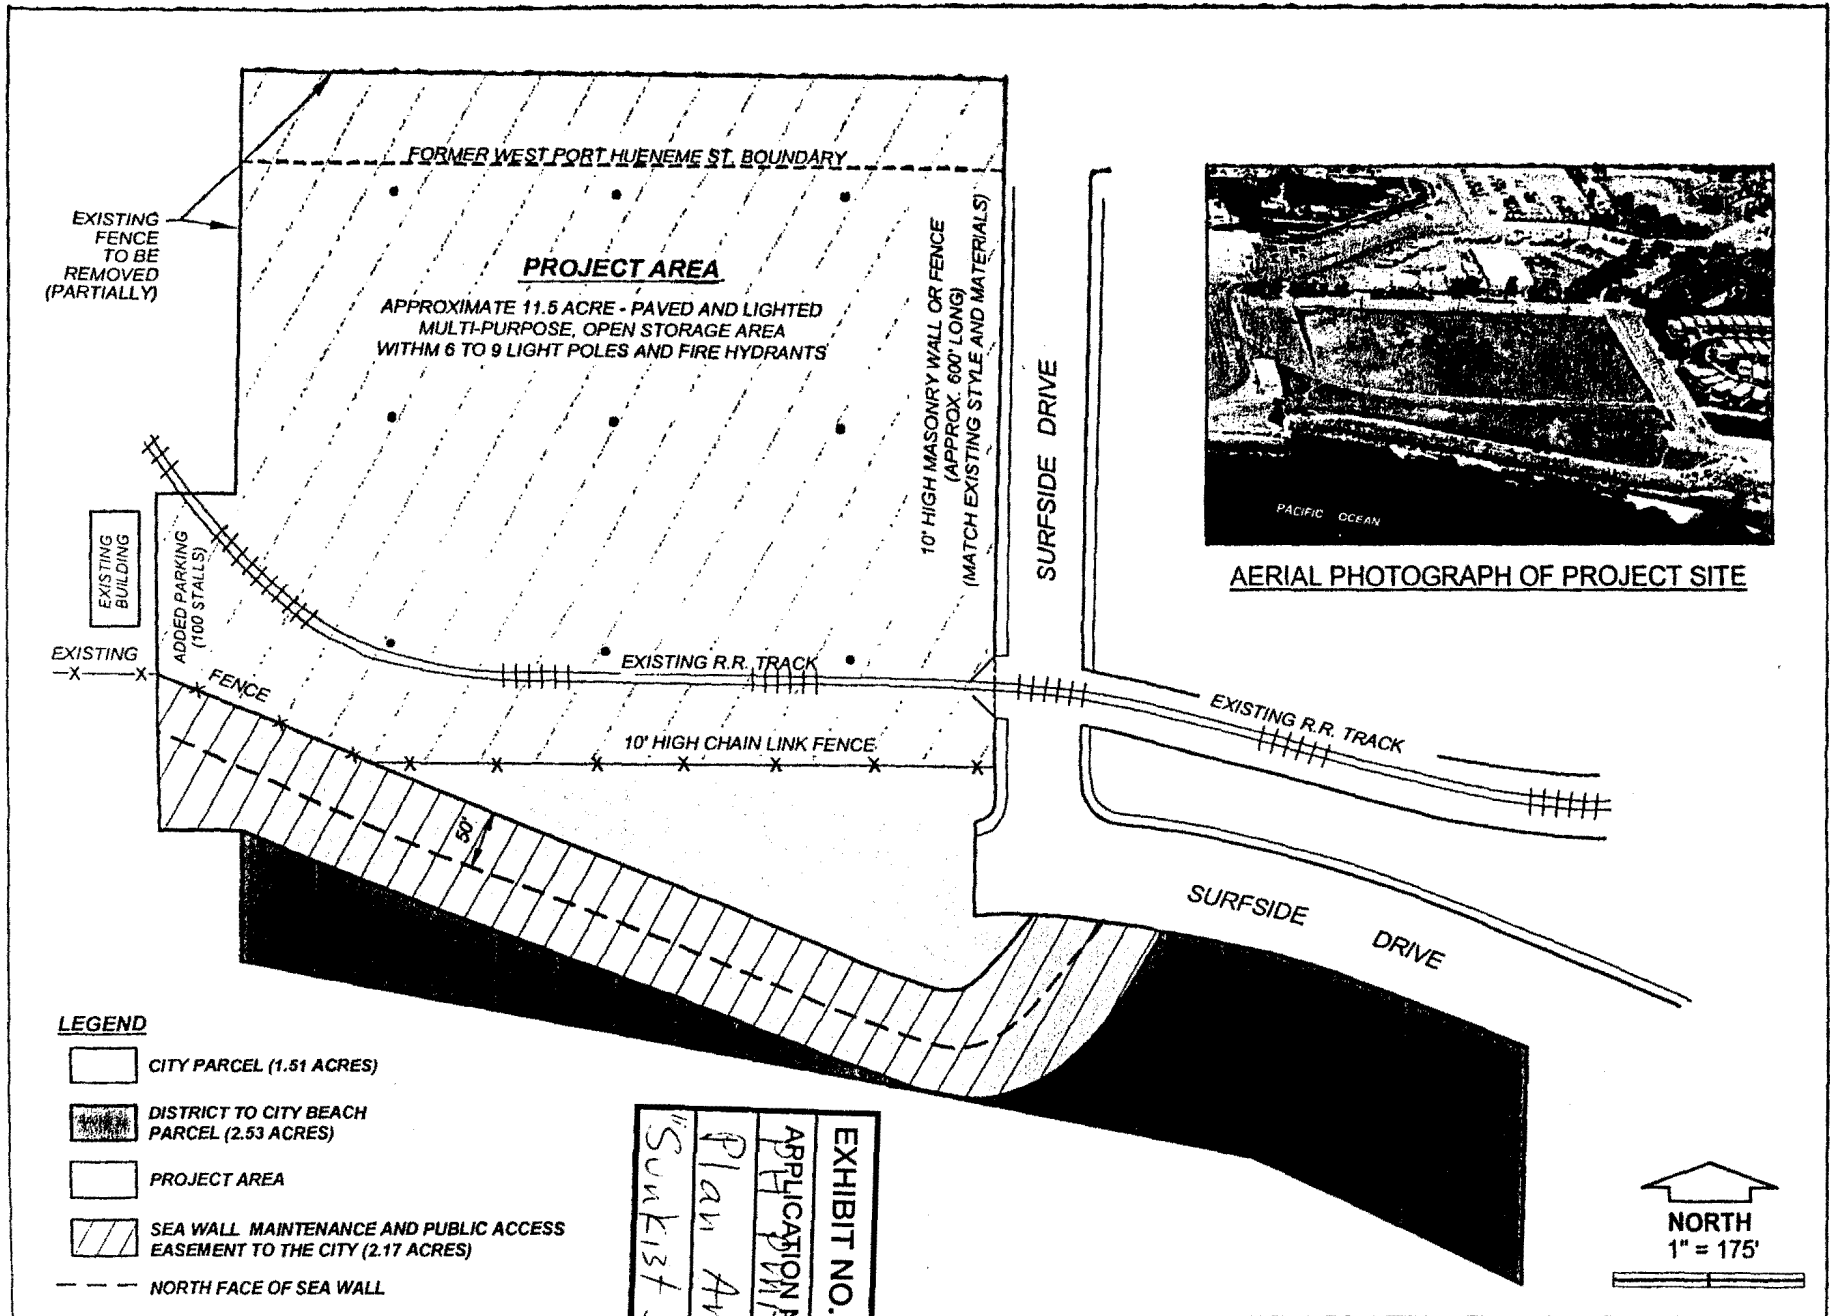 FORMER WEST PORT HUENEME ST. BOUNDARY
EXISTING
FENCE
TO BE
REMOVED
(PARTIALLY)
PROJECT AREA
APPROXIMATE 11.5 ACRE - PAVED AND LIGHTED
MULTI-PURPOSE, OPEN STORAGE AREA
WITHM 6 TO 9 LIGHT POLES AND FIRE HYDRANTS
10' HIGH MASONRY WALL OR FENCE
(APPROX. 600' LONG)
(MATCH EXISTING STYLE AND MATERIALS)
SURFSIDE DRIVE
PACIFIC OCEAN
AERIAL PHOTOGRAPH OF PROJECT SITE
EXISTING
BUILDING
ADDED PARKING
(100 STALLS)
EXISTING
FENCE
EXISTING R.R. TRACK
EXISTING R.R. TRACK
10' HIGH CHAIN LINK FENCE
50'
SURFSIDE DRIVE
LEGEND
CITY PARCEL (1.51 ACRES)
DISTRICT TO CITY BEACH
PARCEL (2.53 ACRES)
PROJECT AREA
SEA WALL MAINTENANCE AND PUBLIC ACCESS
EASEMENT TO THE CITY (2.17 ACRES)
NORTH FACE OF SEA WALL
EXHIBIT NO.
APPLICATION
Plan
"Sunkist
NORTH
1" = 175'